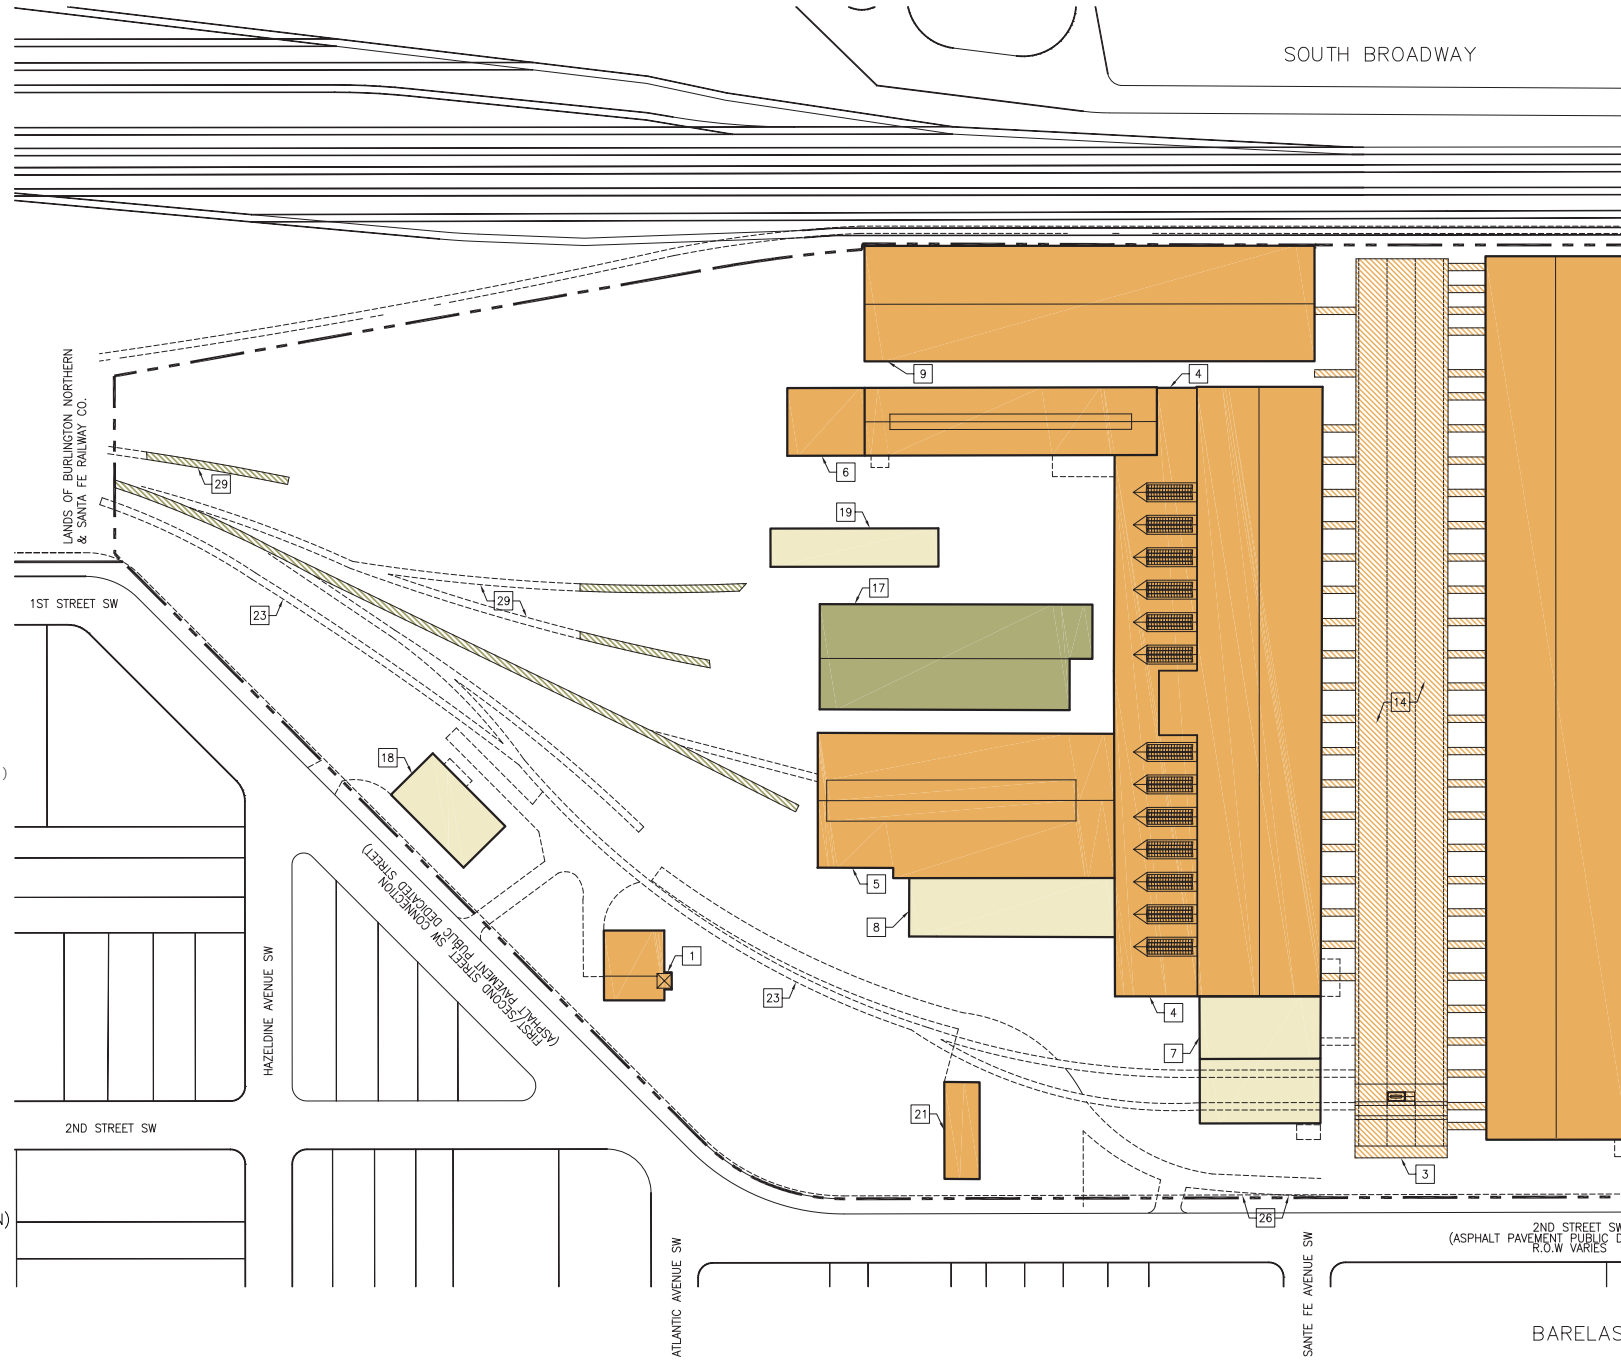 SOUTH BROADWAY
LANDS OF BURLINGTON NORTHERN
& SANTA FE RAILWAY CO.
9
4
6
29
19
1ST STREET SW
23
29
17
14
18
5
8
FIRST/SECOND STREET SW CONNECTION
(ASPHALT PAVEMENT PUBLIC DEDICATED STREET)
HAZELDINE AVENUE SW
1
23
4
7
21
2ND STREET SW
3
26
N)
)
ATLANTIC AVENUE SW
SANTE FE AVENUE SW
2ND STREET SW
(ASPHALT PAVEMENT PUBLIC D
R.O.W VARIES
BARELAS